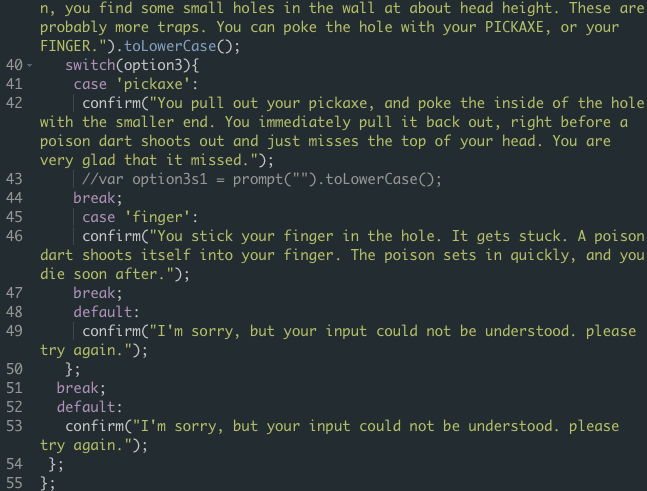 n, you find some small holes in the wall at about head height. These are
probably more traps. You can poke the hole with your PICKAXE, or your
FINGER.").toLowerCase();
40 switch(option3){
41 case 'pickaxe':
42 confirm("You pull out your pickaxe, and poke the inside of the hole
with the smaller end. You immediately pull it back out, right before a
poison dart shoots out and just misses the top of your head. You are
very glad that it missed.");
43 //var option3s1 = prompt("").toLowerCase();
44 break;
45 case 'finger':
46 confirm("You stick your finger in the hole. It gets stuck. A poison
dart shoots itself into your finger. The poison sets in quickly, and you
die soon after.");
47 break;
48 default:
49 confirm("I'm sorry, but your input could not be understood. please
try again.");
50 };
51 break;
52 default:
53 confirm("I'm sorry, but your input could not be understood. please
try again.");
54 };
55 };